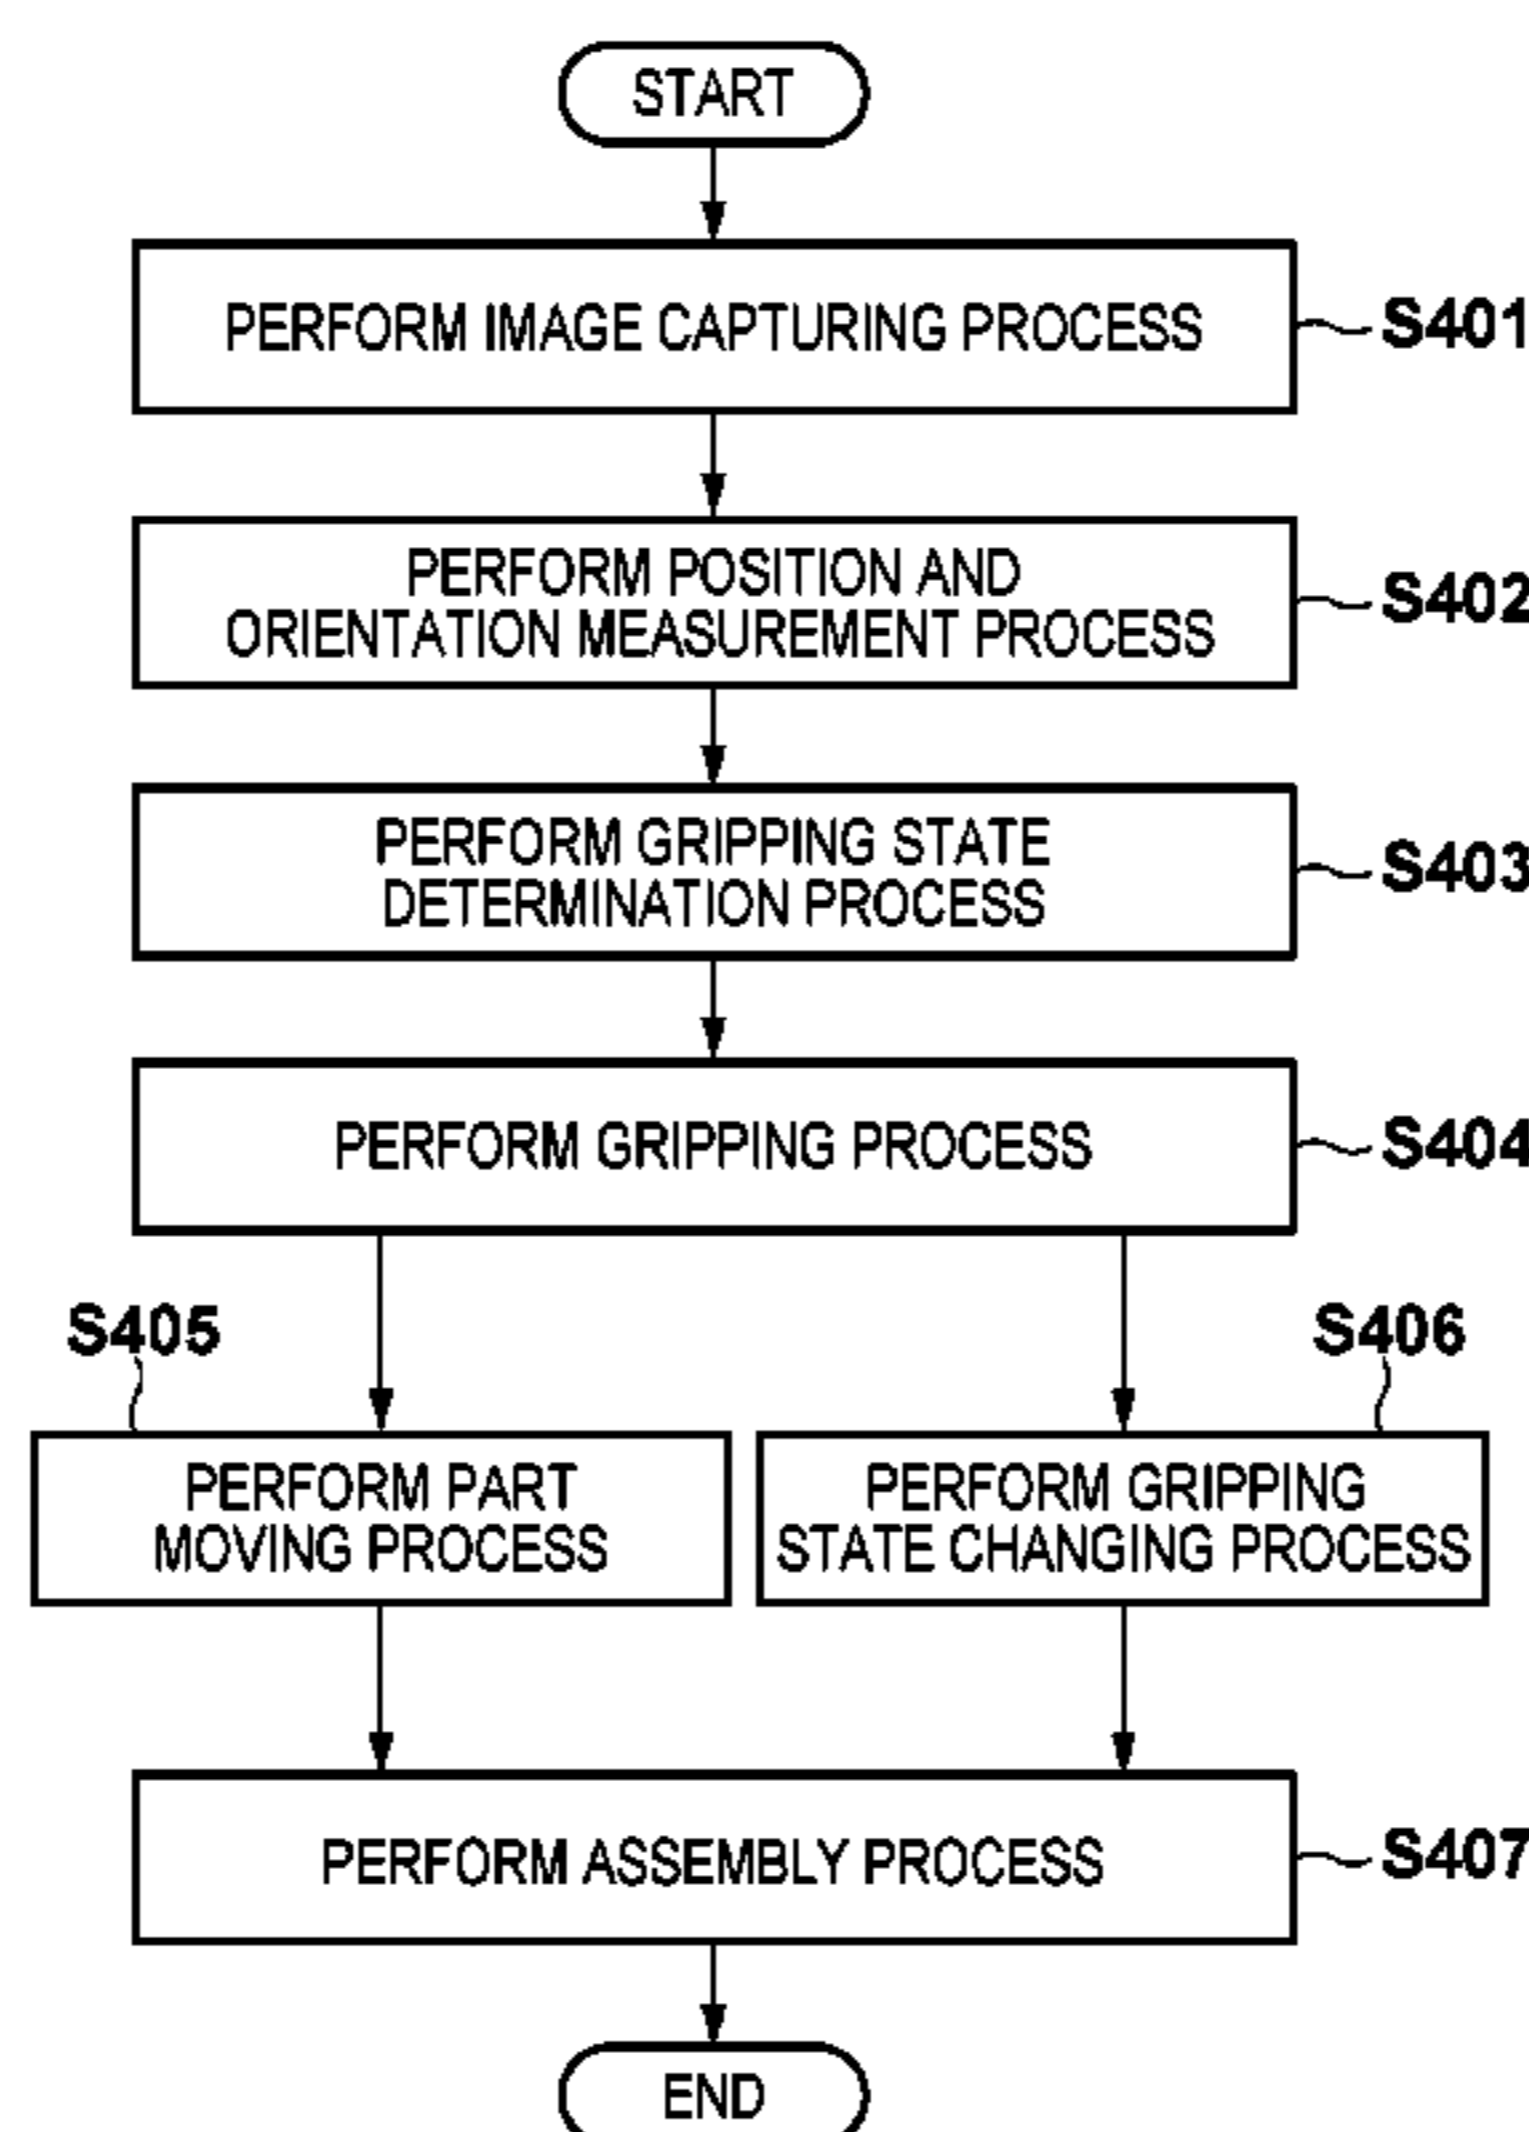 START
PERFORM IMAGE CAPTURING PROCESS
S401
PERFORM POSITION AND
ORIENTATION MEASUREMENT PROCESS
S402
PERFORM GRIPPING STATE
DETERMINATION PROCESS
S403
PERFORM GRIPPING PROCESS
S404
S405
PERFORM PART
MOVING PROCESS
S406
PERFORM GRIPPING
STATE CHANGING PROCESS
PERFORM ASSEMBLY PROCESS
S407
END